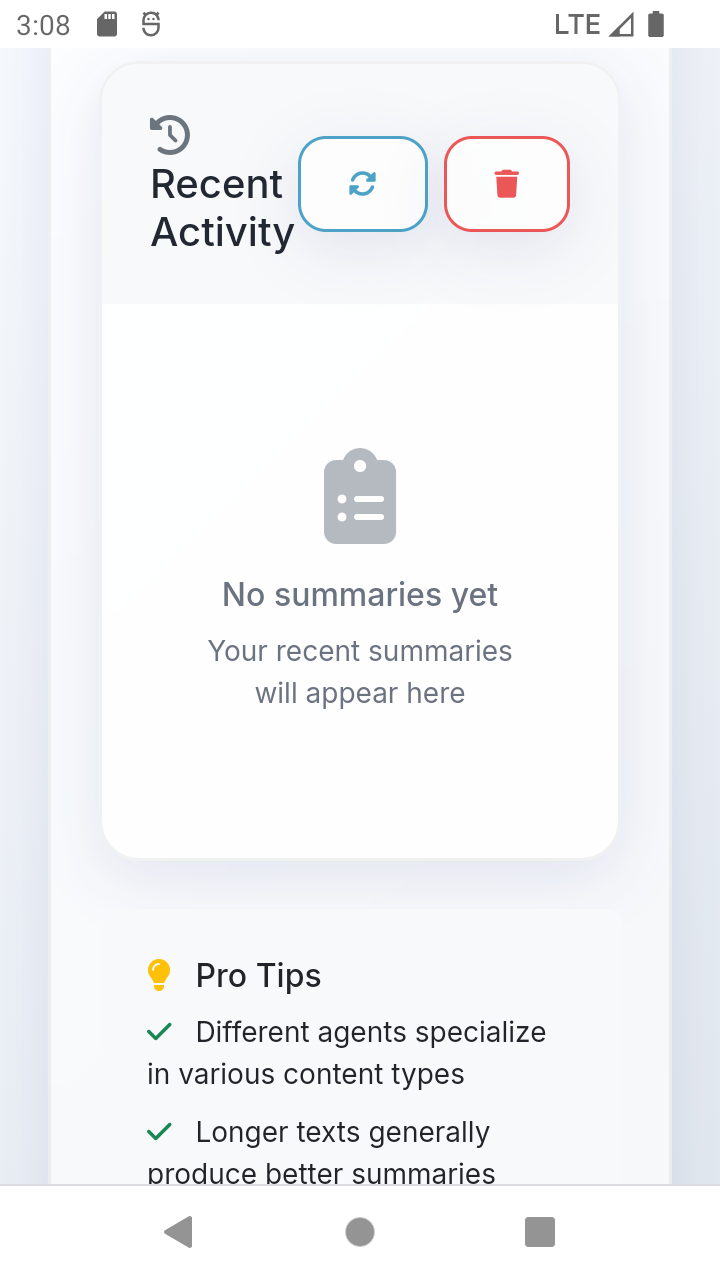 3:08
LTE
Recent
Activity
No summaries yet
Your recent summaries
will appear here
Pro Tips
Different agents specialize
in various content types
Longer texts generally
produce better summaries